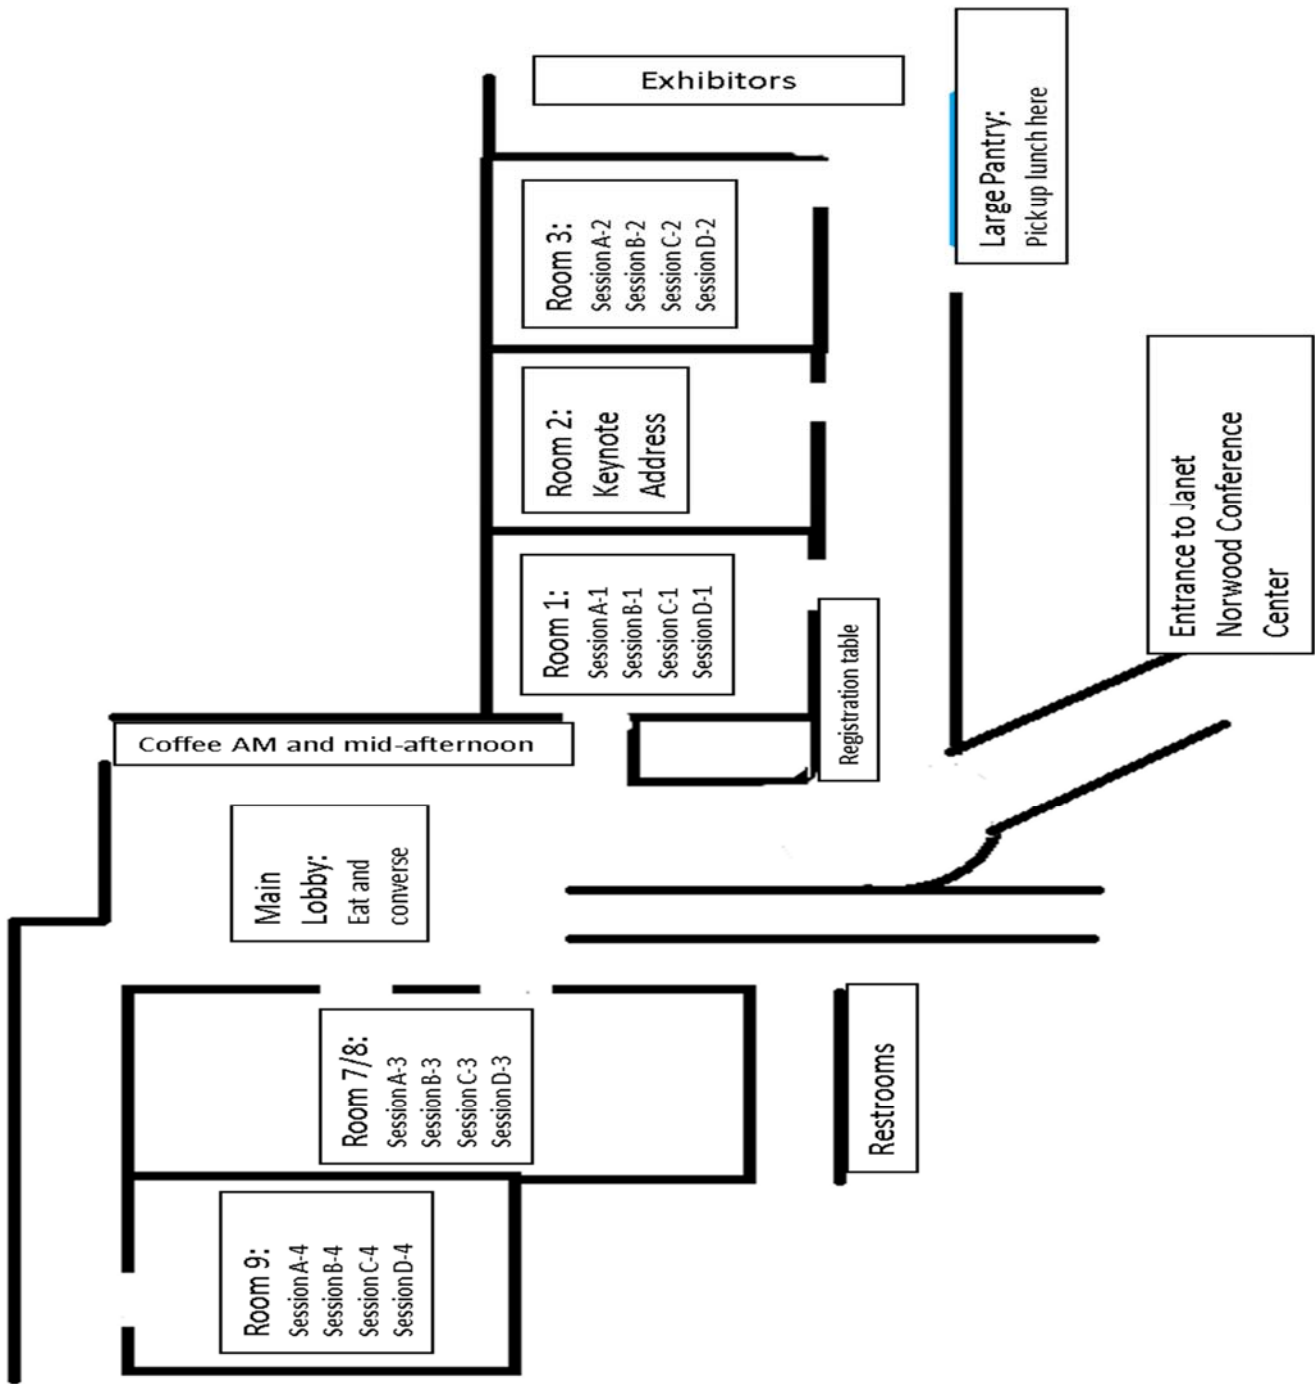 Exhibitors
Large Pantry:
Pickup lunch here
Room 3:
Session A-2
Session B-2
Session C-2
Session D-2
Room 2:
Keynote
Address
Room 1:
Session A-1
Session B-1
Session C-1
Session D-1
Registration table
Entrance to Janet
Norwood Conference
Center
Coffee AM and mid-afternoon
Main
Lobby:
Eat and
converse
Room 7/8:
Session A-3
Session B-3
Session C-3
Session D-3
Restrooms
Room 9:
Session A-4
Session B-4
Session C-4
Session D-4